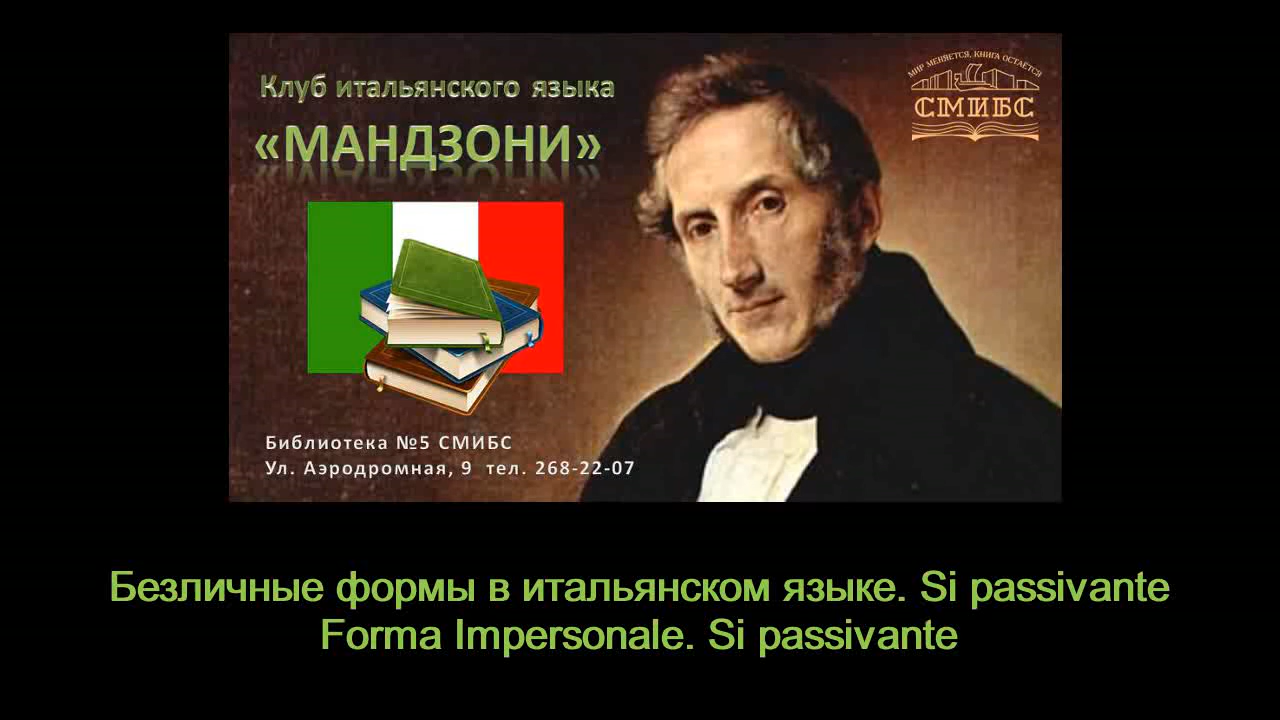 Клуб итальянского языка
«МАНДЗОНИ»
МИР МЕНЯЕТСЯ, КНИГА ОСТАЁТСЯ
СМИБС
Библиотека №5 СМИБС
Ул. Аэродромная, 9 тел. 268-22-07
Безличные формы в итальянском языке. Si passivante
Forma Impersonale. Si passivante